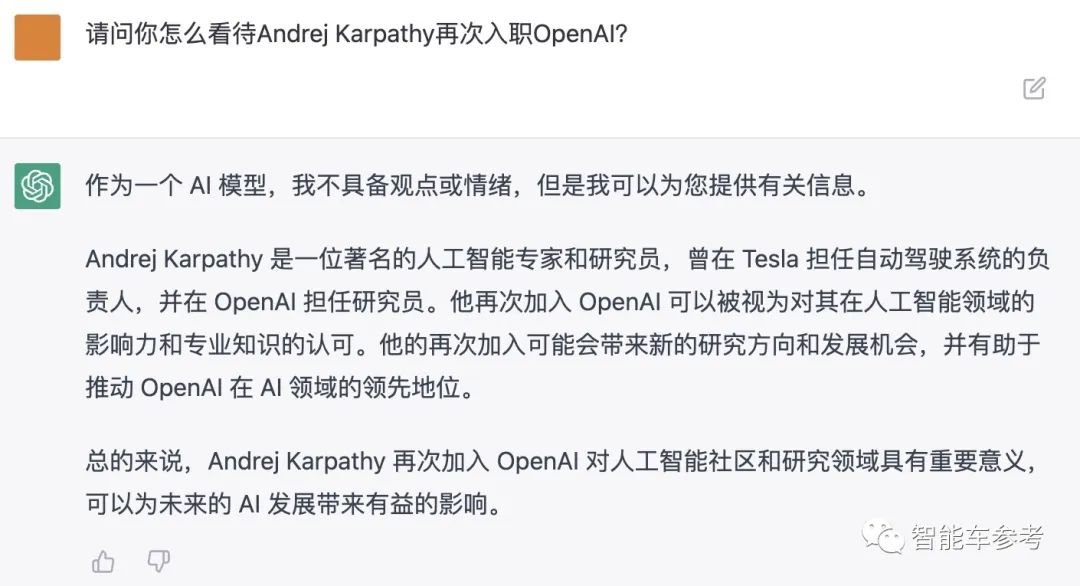 请问你怎么看待Andrej Karpathy再次入职OpenAI?
作为一个 AI 模型，我不具备观点或情绪，但是我可以为您提供有关信息。
Andrej Karpathy 是一位著名的人工智能专家和研究员，曾在 Tesla 担任自动驾驶系统的负
责人，并在 OpenAI 担任研究员。他再次加入 OpenAI 可以被视为对其在人工智能领域的
影响力和专业知识的认可。他的再次加入可能会带来新的研究方向和发展机会，并有助于
推动 OpenAI 在 AI 领域的领先地位。
总的来说，Andrej Karpathy 再次加入 OpenAI 对人工智能社区和研究领域具有重要意义，
可以为未来的 AI 发展带来有益的影响。
智能车参考